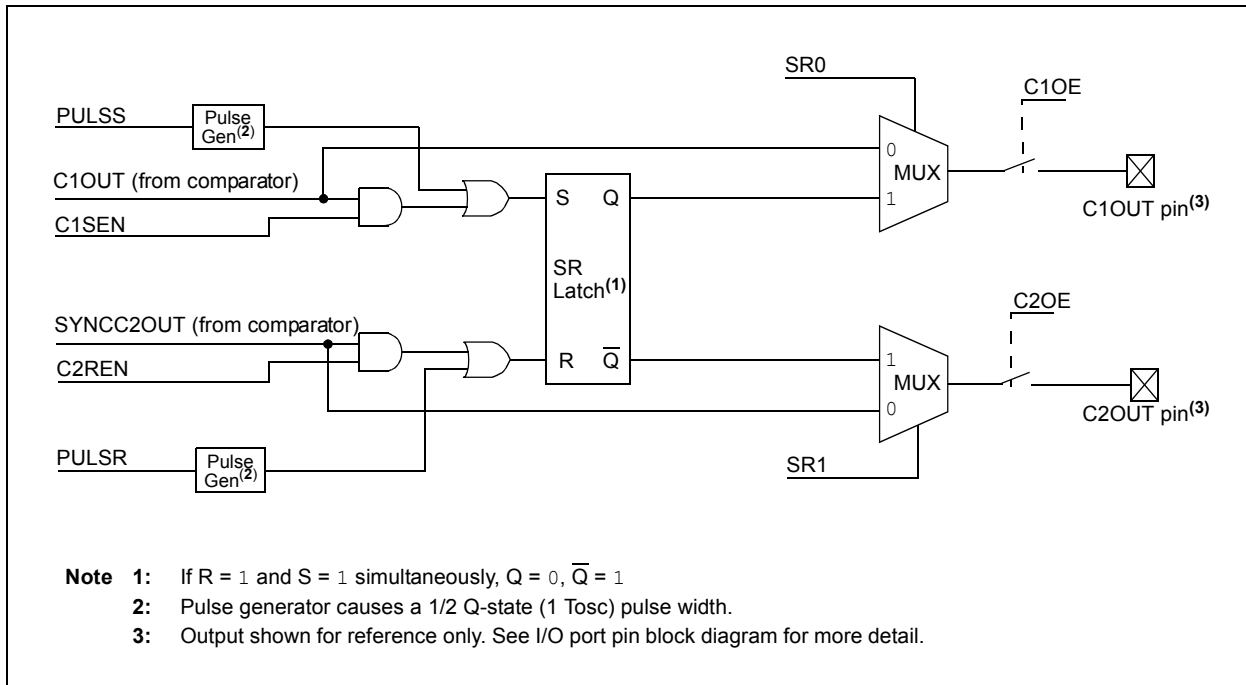 SR0
C1OE
PULSS
Pulse
Gen(2)
0
MUX
C1OUT (from comparator)
S Q
1
C1OUT pin(3)
C1SEN
SR
Latch(1)
C2OE
SYNCC2OUT (from comparator)
R Q̅
1
MUX
C2REN
0
C2OUT pin(3)
PULSR
Pulse
Gen(2)
SR1
Note 1: If R = 1 and S = 1 simultaneously, Q = 0, Q̅ = 1
2: Pulse generator causes a 1/2 Q-state (1 Tosc) pulse width.
3: Output shown for reference only. See I/O port pin block diagram for more detail.